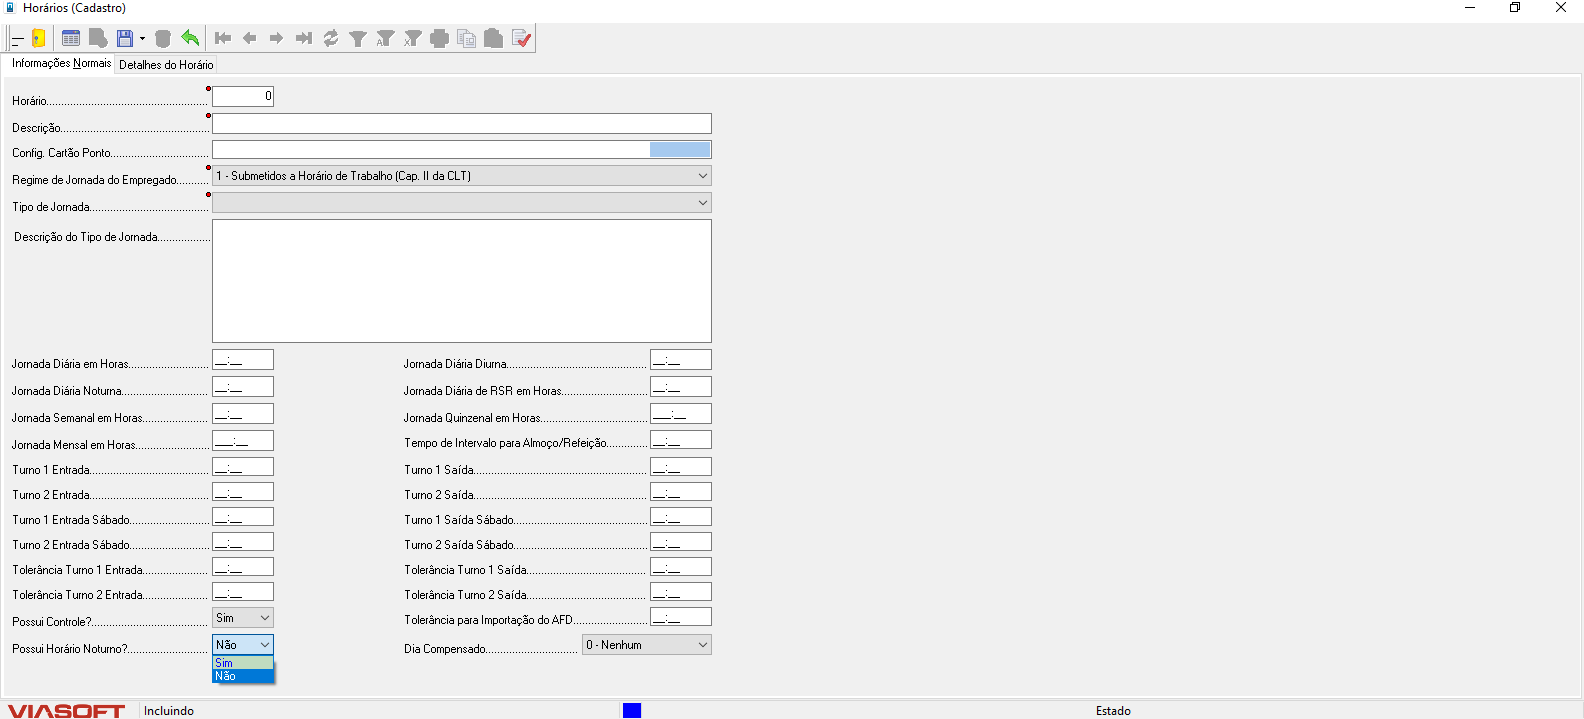 Horários (Cadastro)
Informações Normais Detalhes do Horário
Horário 0
Descrição
Config. Cartão Ponto
Regime de Jornada do Empregado 1 - Submetidos a Horário de Trabalho (Cap. II da CLT)
Tipo de Jornada
Descrição do Tipo de Jornada
Jornada Diária em Horas __:__ Jornada Diária Diurna __:__
Jornada Diária Noturna __:__ Jornada Diária de RSR em Horas __:__
Jornada Semanal em Horas __:__ Jornada Quinzenal em Horas ___:__
Jornada Mensal em Horas ___:__ Tempo de Intervalo para Almoço/Refeição __:__
Turno 1 Entrada __:__ Turno 1 Saída __:__
Turno 2 Entrada __:__ Turno 2 Saída __:__
Turno 1 Entrada Sábado __:__ Turno 1 Saída Sábado __:__
Turno 2 Entrada Sábado __:__ Turno 2 Saída Sábado __:__
Tolerância Turno 1 Entrada __:__ Tolerância Turno 1 Saída __:__
Tolerância Turno 2 Entrada __:__ Tolerância Turno 2 Saída __:__
Possui Controle? Sim Tolerância para Importação do AFD __:__
Possui Horário Noturno? Não Dia Compensado 0 - Nenhum
Sim
Não
VIASOFT Incluindo Estado